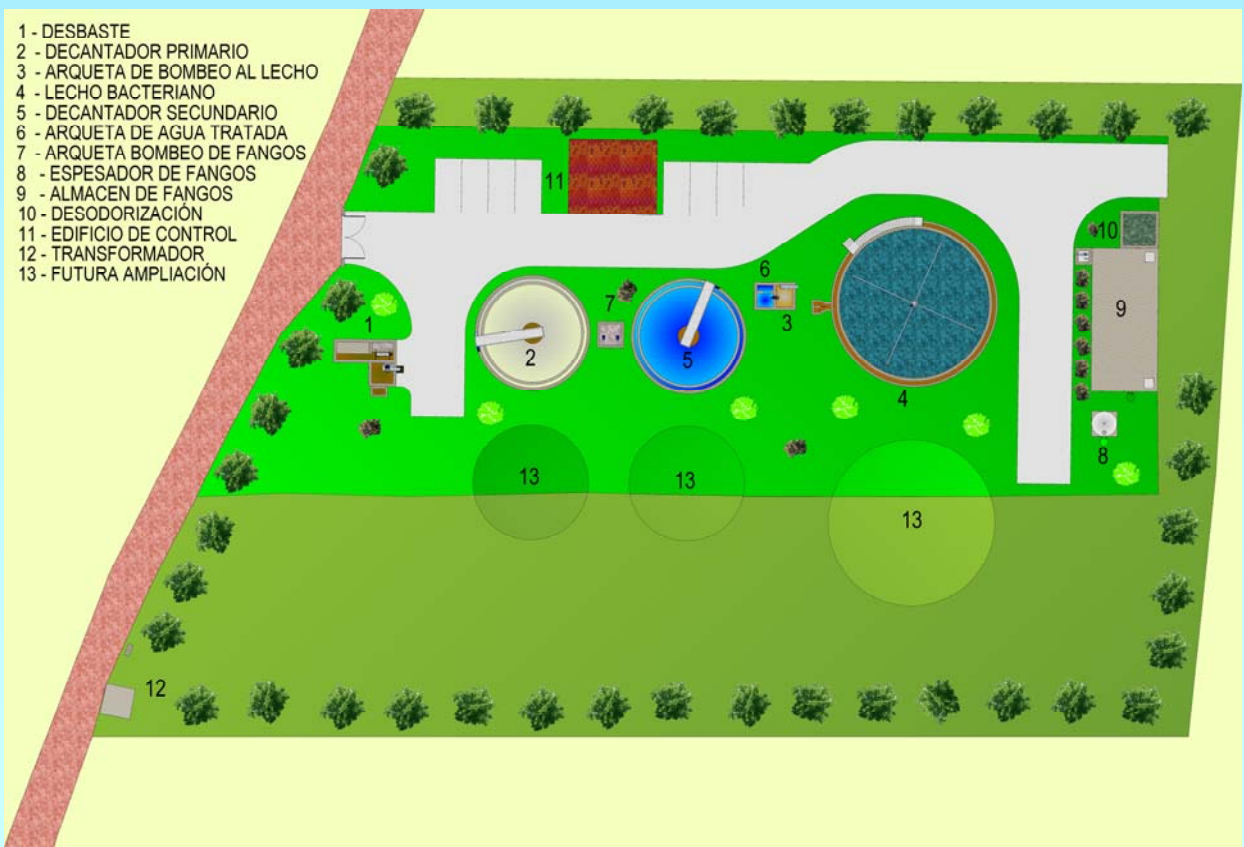 1 - DESBASTE
2 - DECANTADOR PRIMARIO
3 - ARQUETA DE BOMBEO AL LECHO
4 - LECHO BACTERIANO
5 - DECANTADOR SECUNDARIO
6 - ARQUETA DE AGUA TRATADA
7 - ARQUETA BOMBEO DE FANGOS
8 - ESPESADOR DE FANGOS
9 - ALMACEN DE FANGOS
10 - DESODORIZACIÓN
11 - EDIFICIO DE CONTROL
12 - TRANSFORMADOR
13 - FUTURA AMPLIACIÓN
11
10
6
7
3
9
1
2
5
4
8
13
13
13
12